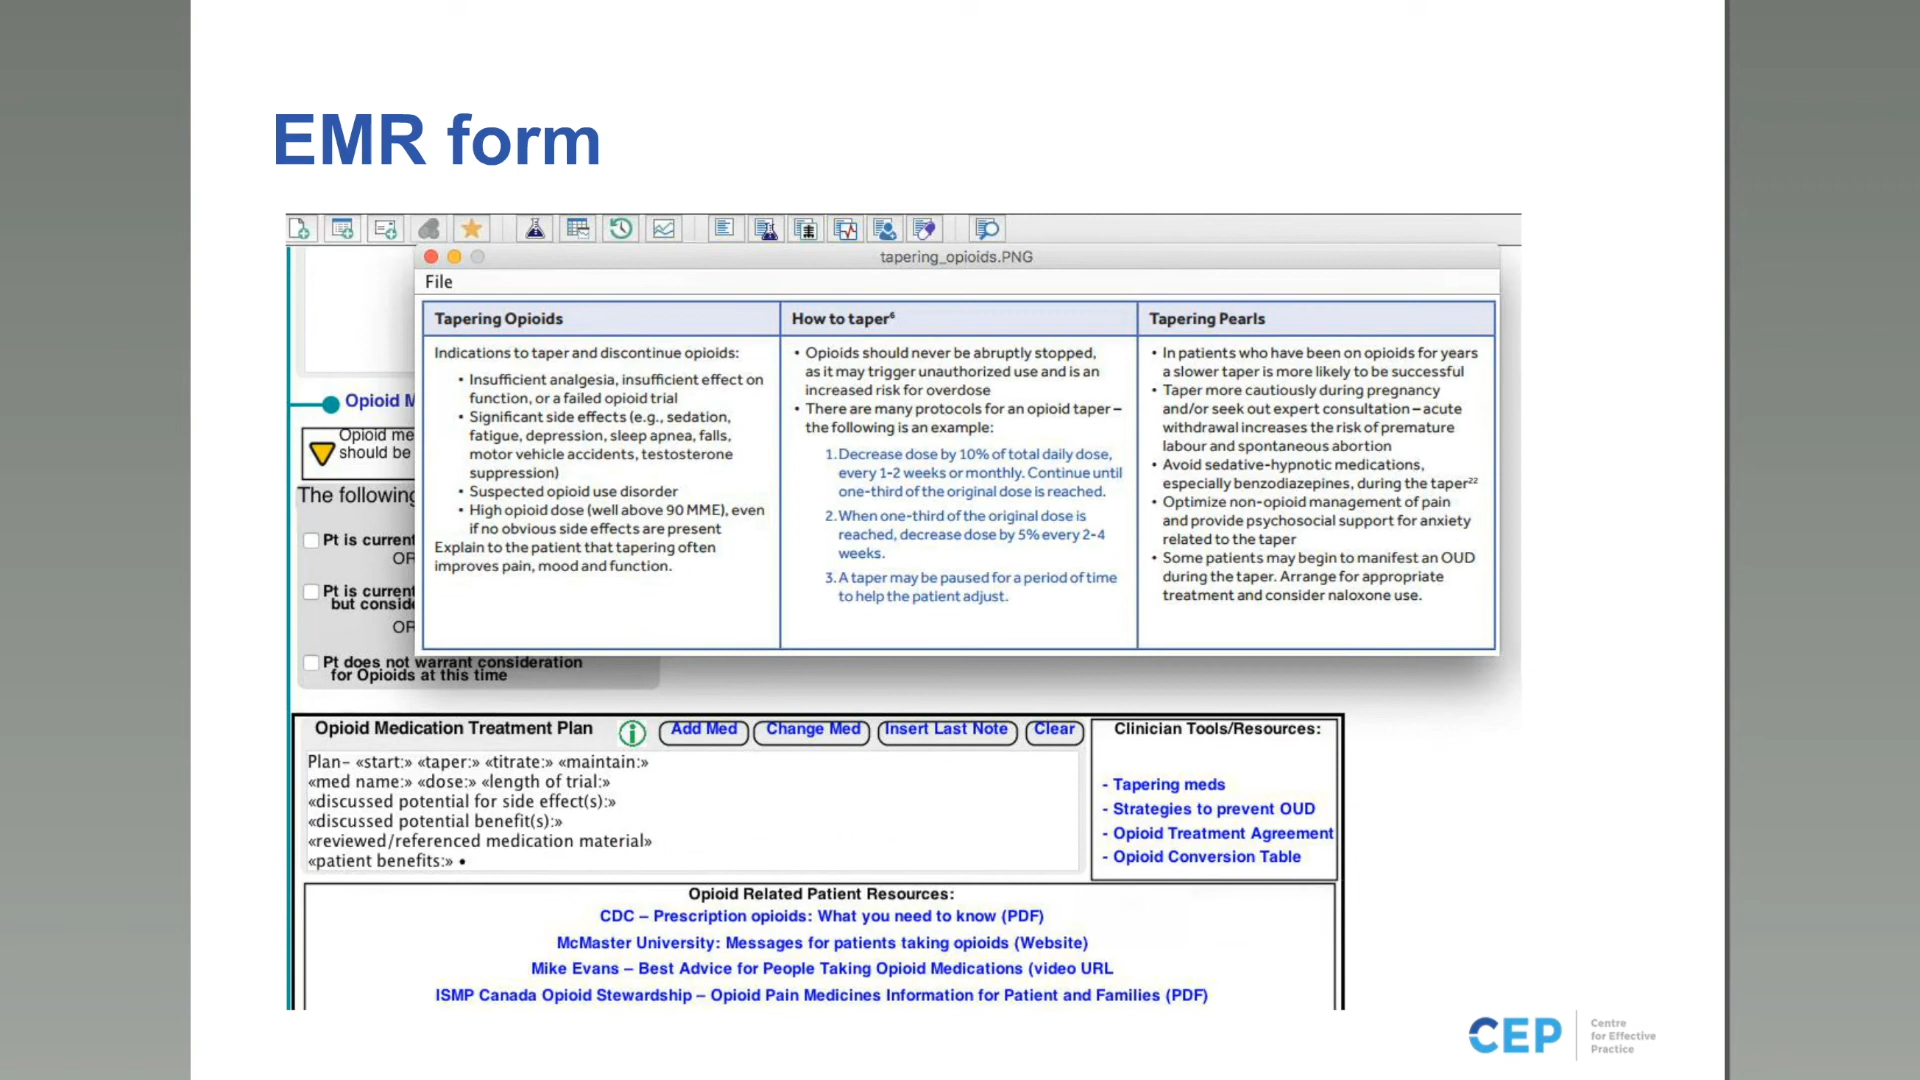 EMR form
tapering_opioids.PNG
File
Tapering Opioids
Indications to taper and discontinue opioids:
• Insufficient analgesia, insufficient effect on
function, or a failed opioid trial
• Significant side effects (e.g., sedation,
fatigue, depression, sleep apnea, falls,
motor vehicle accidents, testosterone
suppression)
• Suspected opioid use disorder
• High opioid dose (well above 90 MME), even
if no obvious side effects are present
Explain to the patient that tapering often
improves pain, mood and function.
How to taper⁶
• Opioids should never be abruptly stopped,
as it may trigger unauthorized use and is an
increased risk for overdose
• There are many protocols for an opioid taper –
the following is an example:
1. Decrease dose by 10% of total daily dose,
every 1-2 weeks or monthly. Continue until
one-third of the original dose is reached.
2. When one-third of the original dose is
reached, decrease dose by 5% every 2-4
weeks.
3. A taper may be paused for a period of time
to help the patient adjust.
Tapering Pearls
• In patients who have been on opioids for years
a slower taper is more likely to be successful
• Taper more cautiously during pregnancy
and/or seek out expert consultation – acute
withdrawal increases the risk of premature
labour and spontaneous abortion
• Avoid sedative-hypnotic medications,
especially benzodiazepines, during the taper²²
• Optimize non-opioid management of pain
and provide psychosocial support for anxiety
related to the taper
• Some patients may begin to manifest an OUD
during the taper. Arrange for appropriate
treatment and consider naloxone use.
Opioid M
Opioid me
should be
The following
Pt is current
OR
Pt is current
but conside
OR
Pt does not warrant consideration
for Opioids at this time
Opioid Medication Treatment Plan
Add Med
Change Med
Insert Last Note
Clear
Plan- «start:» «taper:» «titrate:» «maintain:»
«med name:» «dose:» «length of trial:»
«discussed potential for side effect(s):»
«discussed potential benefit(s):»
«reviewed/referenced medication material»
«patient benefits:» •
Clinician Tools/Resources:
- Tapering meds
- Strategies to prevent OUD
- Opioid Treatment Agreement
- Opioid Conversion Table
Opioid Related Patient Resources:
CDC – Prescription opioids: What you need to know (PDF)
McMaster University: Messages for patients taking opioids (Website)
Mike Evans – Best Advice for People Taking Opioid Medications (video URL
ISMP Canada Opioid Stewardship – Opioid Pain Medicines Information for Patient and Families (PDF)
CEP
Centre
for Effective
Practice